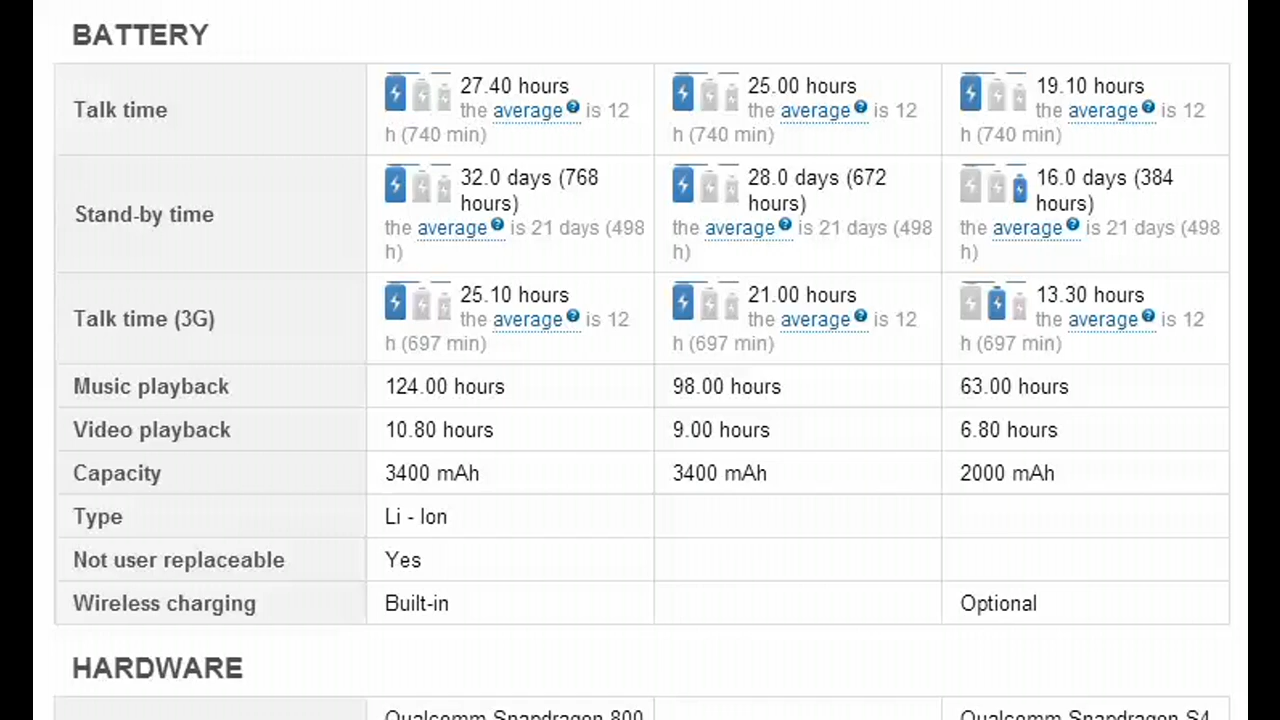 BATTERY
Talk time
27.40 hours
the average ? is 12
h (740 min)
25.00 hours
the average ? is 12
h (740 min)
19.10 hours
the average ? is 12
h (740 min)
Stand-by time
32.0 days (768
hours)
the average ? is 21 days (498
h)
28.0 days (672
hours)
the average ? is 21 days (498
h)
16.0 days (384
hours)
the average ? is 21 days (498
h)
Talk time (3G)
25.10 hours
the average ? is 12
h (697 min)
21.00 hours
the average ? is 12
h (697 min)
13.30 hours
the average ? is 12
h (697 min)
Music playback 124.00 hours 98.00 hours 63.00 hours
Video playback 10.80 hours 9.00 hours 6.80 hours
Capacity 3400 mAh 3400 mAh 2000 mAh
Type Li - Ion
Not user replaceable Yes
Wireless charging Built-in Optional
HARDWARE
Qualcomm Snapdragon 800 Qualcomm Snapdragon S4